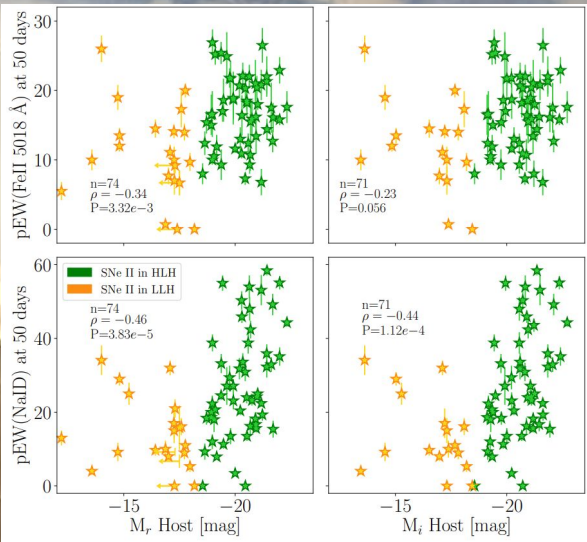 pEW(FeII 5018 Å) at 50 days
30
20
10
0
n=74
ρ = −0.34
P=3.32e−3
n=71
ρ = −0.23
P=0.056
pEW(NaID) at 50 days
60
40
20
0
SNe II in HLH
SNe II in LLH
n=74
ρ = −0.46
P=3.83e−5
n=71
ρ = −0.44
P=1.12e−4
−15
−20
−15
−20
M_r Host [mag]
M_i Host [mag]